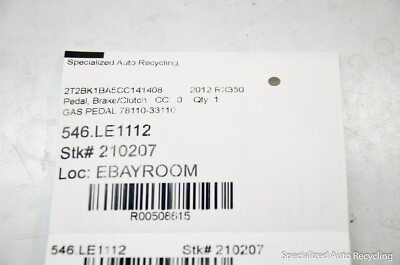 Specialized Auto Recycling
2T2BK1BA5CC141408 2012 RX350
Pedal, Brake/Clutch CC: 0 Qty: 1
GAS PEDAL 78110-33110
546.LE1112
Stk# 210207
Loc: EBAYROOM
R00508615
546.LE1112 Stk# 210207
Specialized Auto Recycling